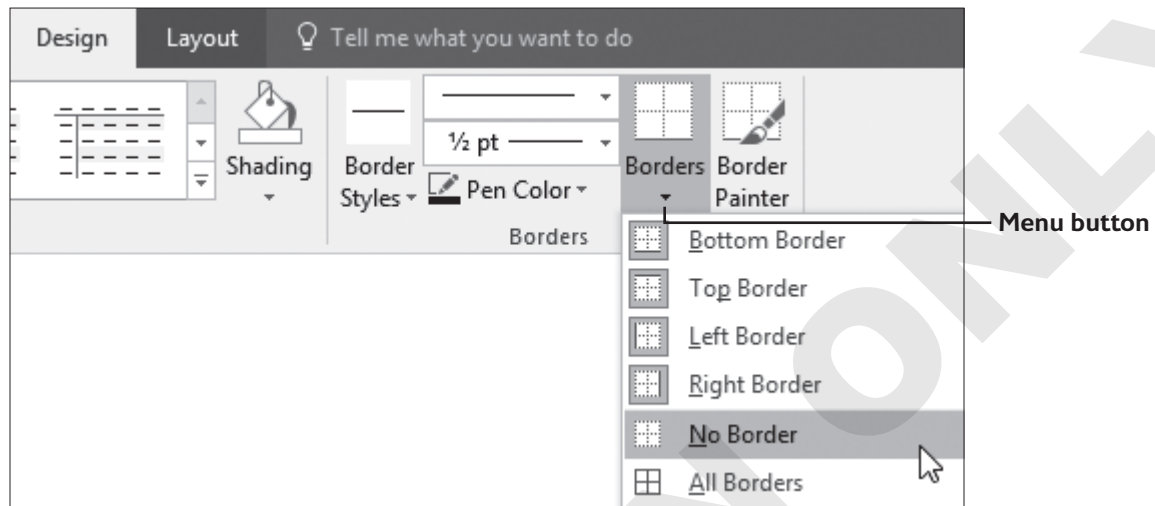 Design Layout Tell me what you want to do
Shading
Border Styles
½ pt
Pen Color
Borders
Border Painter
Borders
Menu button
Bottom Border
Top Border
Left Border
Right Border
No Border
All Borders
ONLY